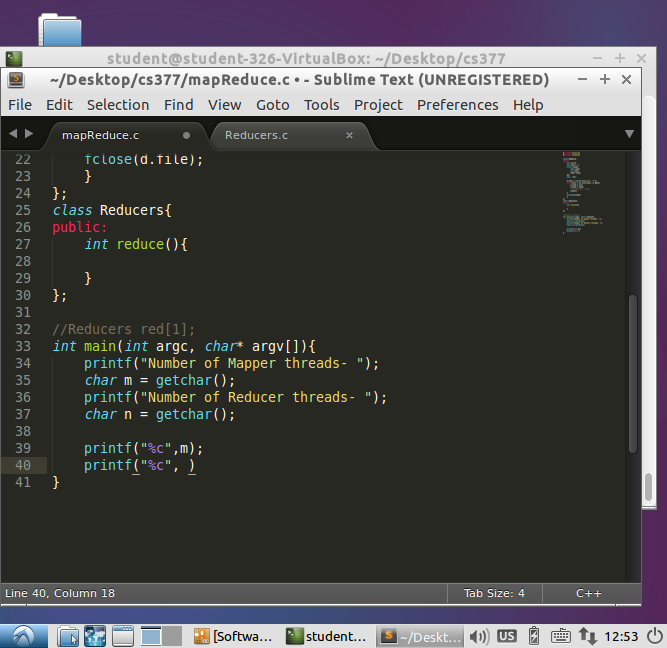 student@student-326-VirtualBox: ~/Desktop/cs377
~/Desktop/cs377/mapReduce.c • - Sublime Text (UNREGISTERED)
File Edit Selection Find View Goto Tools Project Preferences Help
mapReduce.c Reducers.c
22 fclose(d.file);
23 }
24 };
25 class Reducers{
26 public:
27 int reduce(){
28
29 }
30 };
31
32 //Reducers red[1];
33 int main(int argc, char* argv[]){
34 printf("Number of Mapper threads- ");
35 char m = getchar();
36 printf("Number of Reducer threads- ");
37 char n = getchar();
38
39 printf("%c",m);
40 printf("%c", )
41 }
Line 40, Column 18 Tab Size: 4 C++
[Softwa... student... ~/Deskt... US 12:53